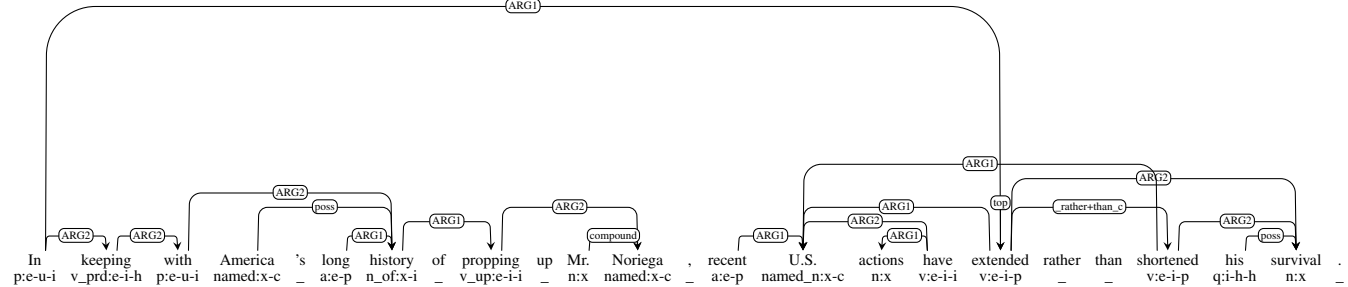 ARG1
ARG1
ARG2
ARG2 ARG1 top _rather+than_c
poss ARG1 ARG2 ARG2 ARG2
ARG2 ARG2 ARG1 compound ARG1 ARG1 poss
In keeping with America 's long history of propping up Mr. Noriega , recent U.S. actions have extended rather than shortened his survival .
p:e-u-i v_prd:e-i-h p:e-u-i named:x-c _ a:e-p n_of:x-i _ v_up:e-i-i _ n:x named:x-c _ a:e-p named_n:x-c n:x v:e-i-i v:e-i-p _ _ v:e-i-p q:i-h-h n:x _